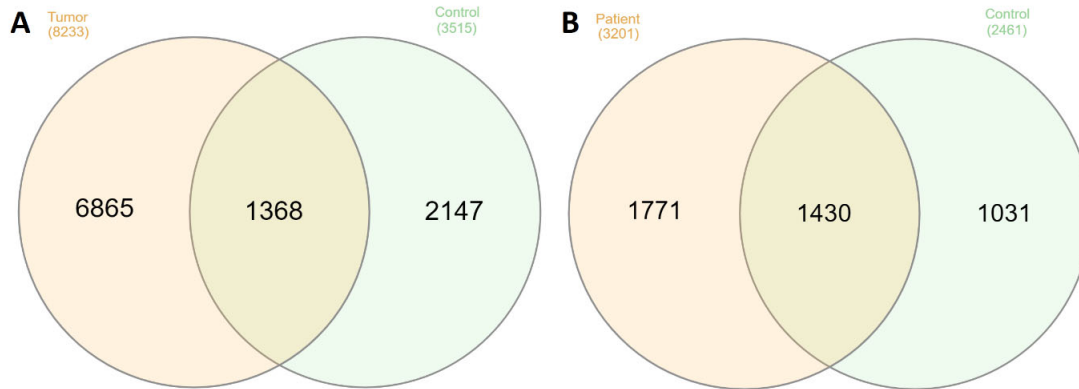 A
Tumor
(8233)
Control
(3515)
6865
1368
2147
B
Patient
(3201)
Control
(2461)
1771
1430
1031